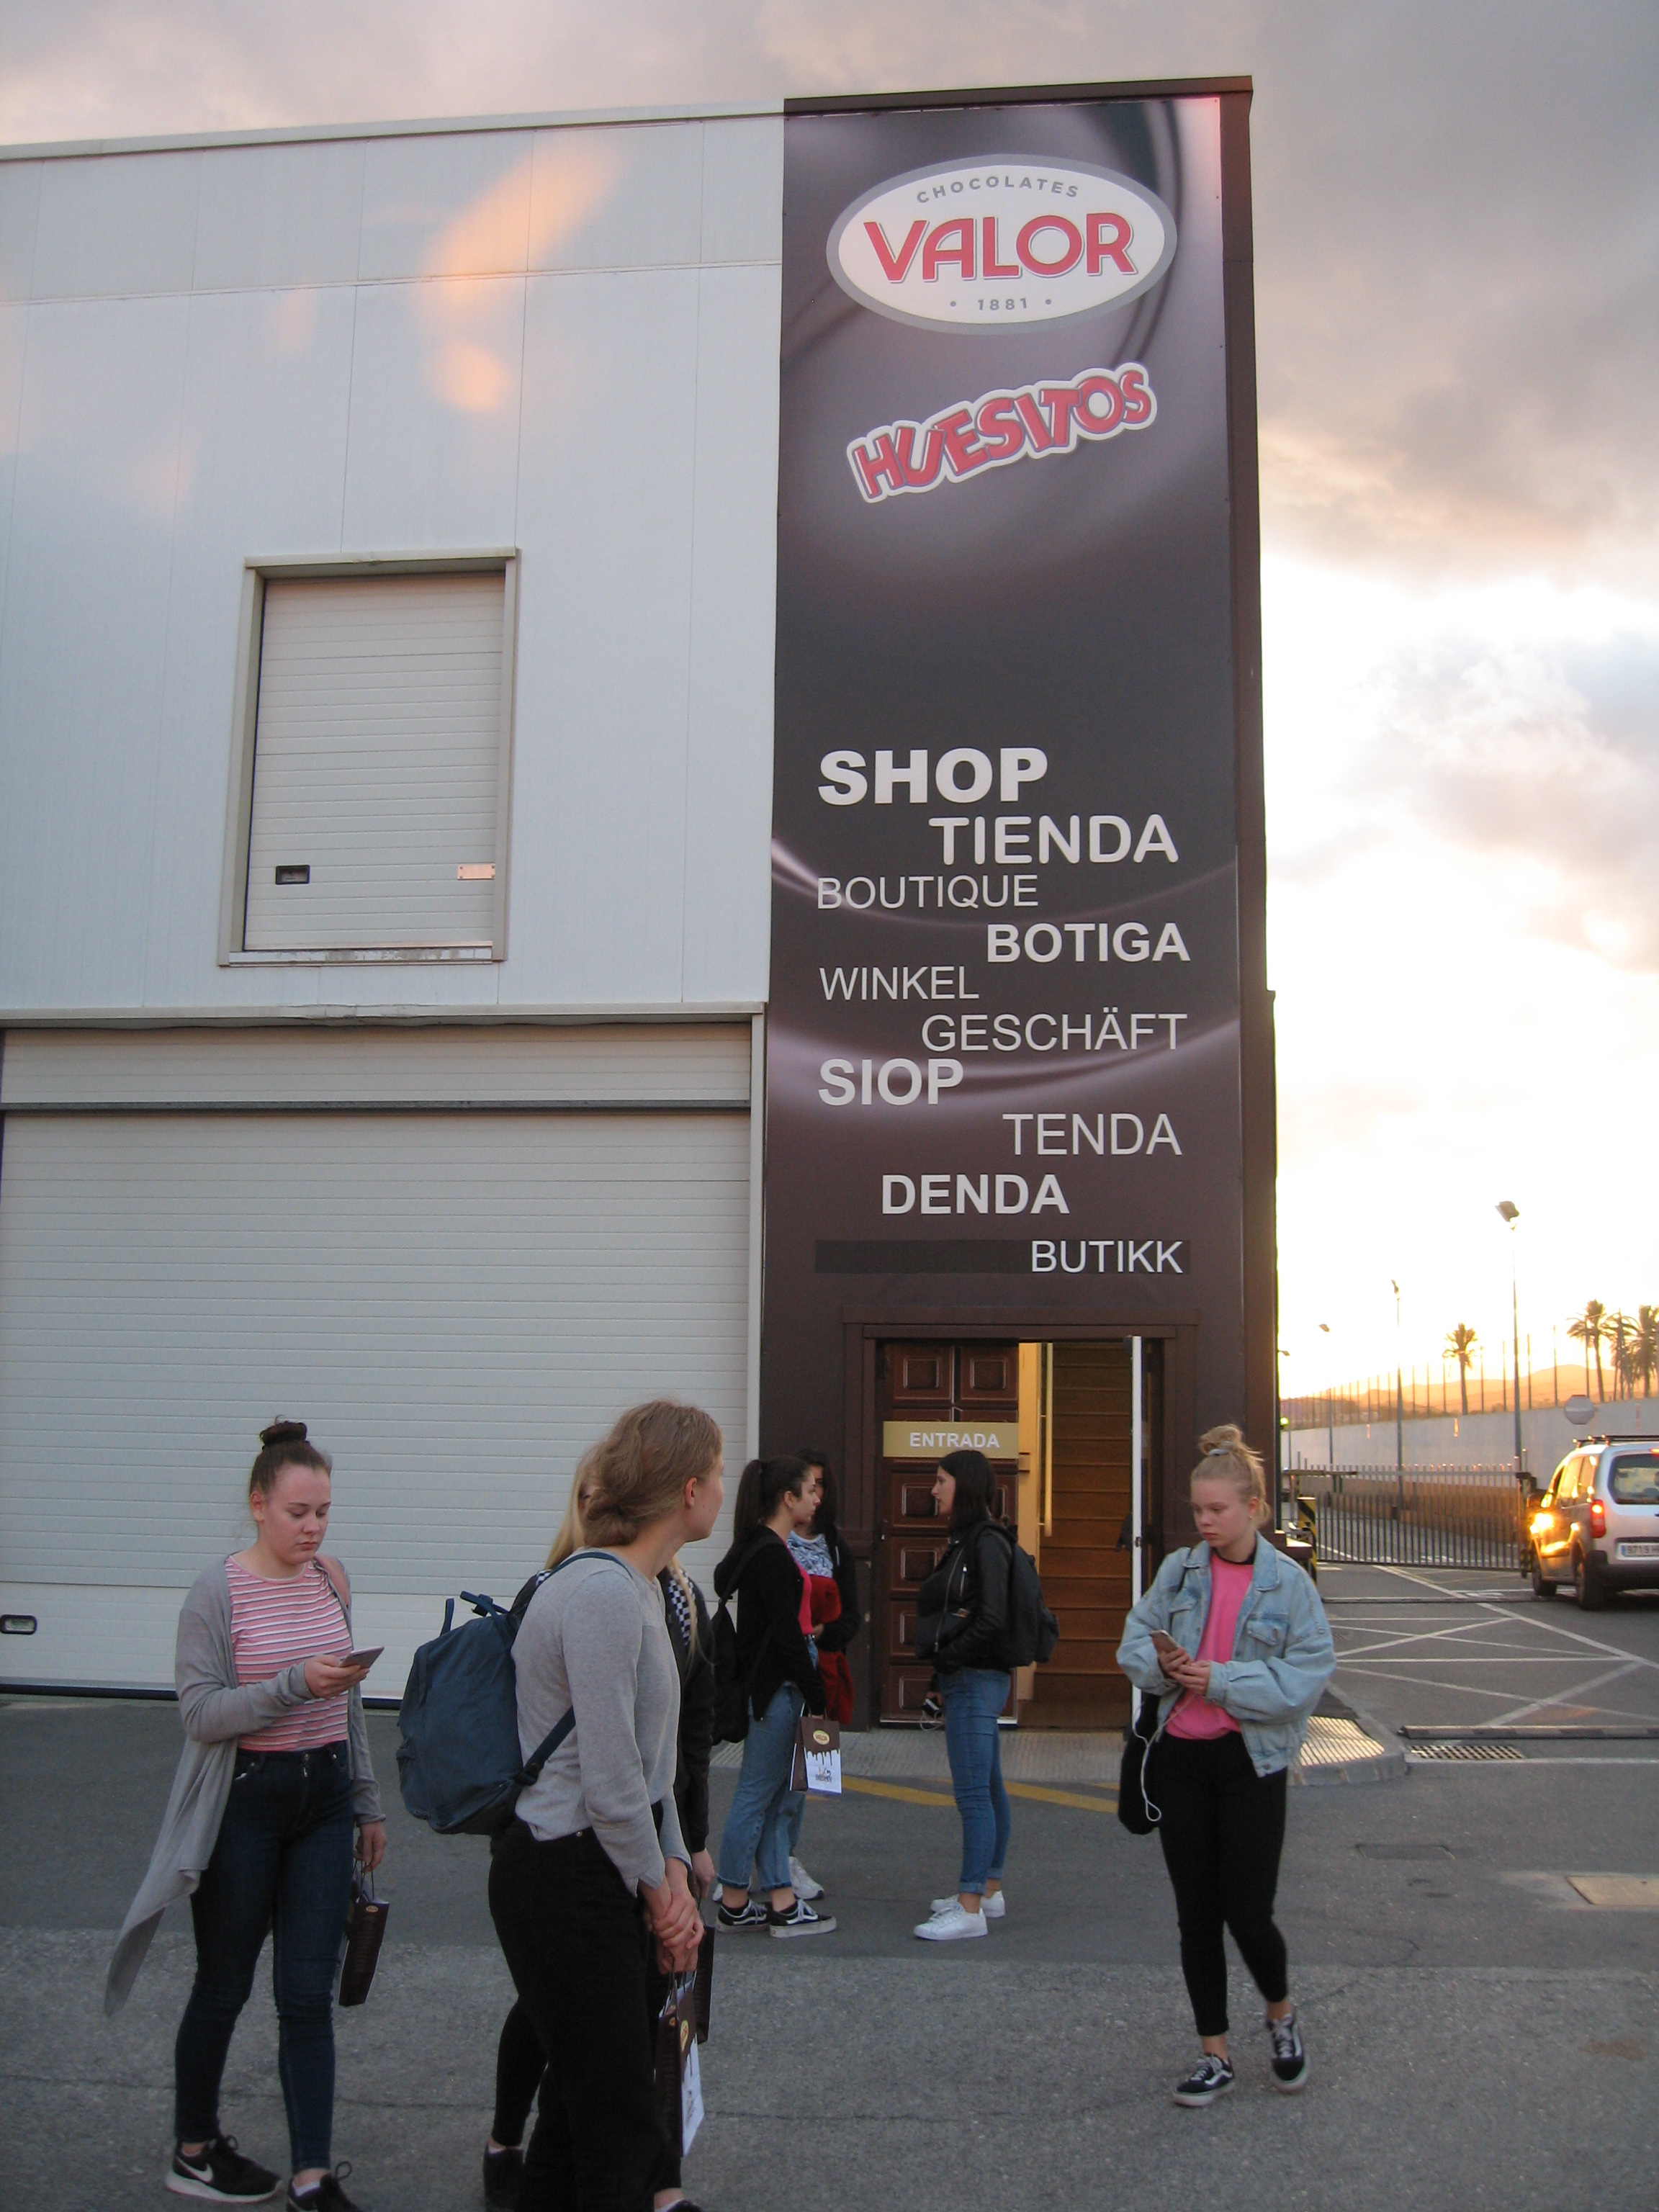 CHOCOLATES
VALOR
• 1881 •
HUESITOS
SHOP
TIENDA
BOUTIQUE
BOTIGA
WINKEL
GESCHÄFT
SIOP
TENDA
DENDA
BUTIKK
ENTRADA